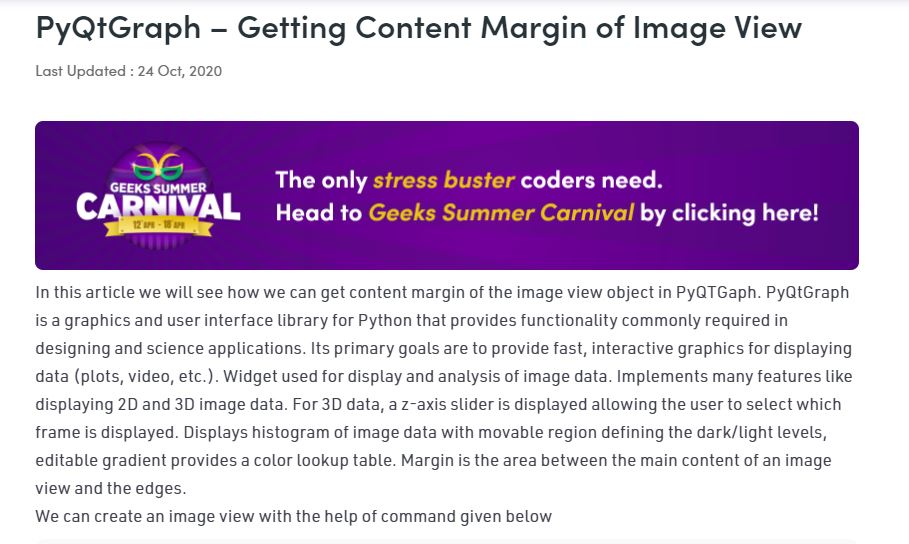 PyQtGraph – Getting Content Margin of Image View
Last Updated : 24 Oct, 2020
GEEKS SUMMER
CARNIVAL
12 APR - 18 APR
The only stress buster coders need.
Head to Geeks Summer Carnival by clicking here!
In this article we will see how we can get content margin of the image view object in PyQTGaph. PyQtGraph
is a graphics and user interface library for Python that provides functionality commonly required in
designing and science applications. Its primary goals are to provide fast, interactive graphics for displaying
data (plots, video, etc.). Widget used for display and analysis of image data. Implements many features like
displaying 2D and 3D image data. For 3D data, a z-axis slider is displayed allowing the user to select which
frame is displayed. Displays histogram of image data with movable region defining the dark/light levels,
editable gradient provides a color lookup table. Margin is the area between the main content of an image
view and the edges.
We can create an image view with the help of command given below